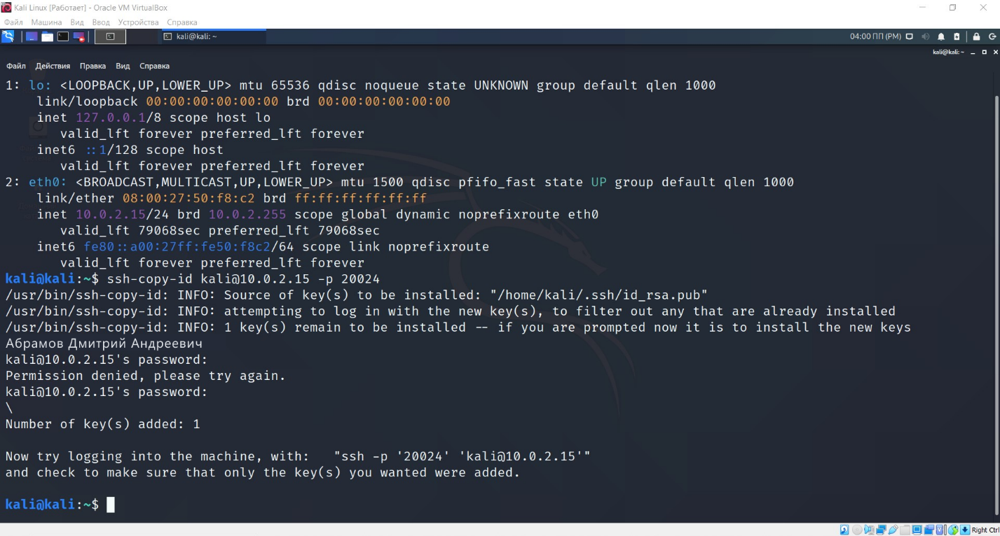 Kali Linux [Работает] - Oracle VM VirtualBox
Файл Машина Вид Ввод Устройства Справка
kali@kali: ~
04:00 ПП (PM)
kali@kali: ~
Файл Действия Правка Вид Справка
1: lo: <LOOPBACK,UP,LOWER_UP> mtu 65536 qdisc noqueue state UNKNOWN group default qlen 1000
link/loopback 00:00:00:00:00:00 brd 00:00:00:00:00:00
inet 127.0.0.1/8 scope host lo
valid_lft forever preferred_lft forever
inet6 ::1/128 scope host
valid_lft forever preferred_lft forever
2: eth0: <BROADCAST,MULTICAST,UP,LOWER_UP> mtu 1500 qdisc pfifo_fast state UP group default qlen 1000
link/ether 08:00:27:50:f8:c2 brd ff:ff:ff:ff:ff:ff
inet 10.0.2.15/24 brd 10.0.2.255 scope global dynamic noprefixroute eth0
valid_lft 79068sec preferred_lft 79068sec
inet6 fe80::a00:27ff:fe50:f8c2/64 scope link noprefixroute
valid_lft forever preferred_lft forever
kali@kali:~$ ssh-copy-id kali@10.0.2.15 -p 20024
/usr/bin/ssh-copy-id: INFO: Source of key(s) to be installed: "/home/kali/.ssh/id_rsa.pub"
/usr/bin/ssh-copy-id: INFO: attempting to log in with the new key(s), to filter out any that are already installed
/usr/bin/ssh-copy-id: INFO: 1 key(s) remain to be installed -- if you are prompted now it is to install the new keys
Абрамов Дмитрий Андреевич
kali@10.0.2.15's password:
Permission denied, please try again.
kali@10.0.2.15's password:
\
Number of key(s) added: 1
Now try logging into the machine, with: "ssh -p '20024' 'kali@10.0.2.15'"
and check to make sure that only the key(s) you wanted were added.
kali@kali:~$
Right Ctrl